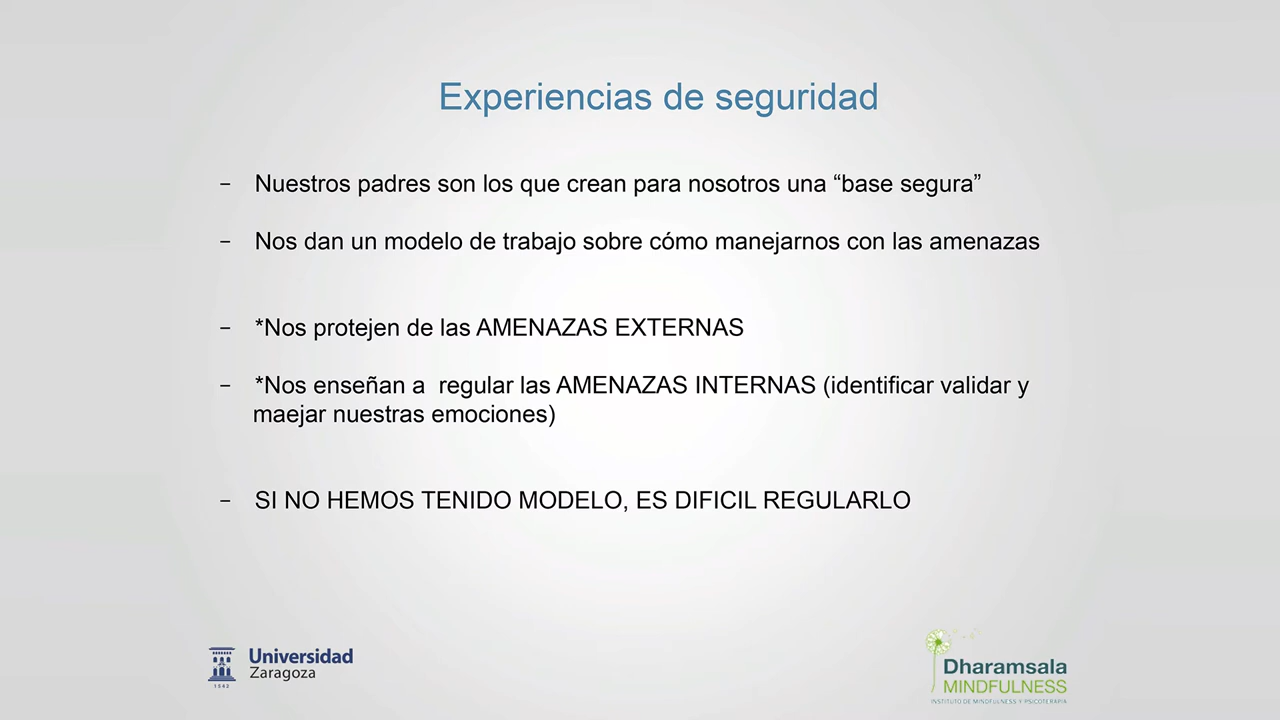 Experiencias de seguridad
– Nuestros padres son los que crean para nosotros una “base segura”
– Nos dan un modelo de trabajo sobre cómo manejarnos con las amenazas
– *Nos protejen de las AMENAZAS EXTERNAS
– *Nos enseñan a  regular las AMENAZAS INTERNAS (identificar validar y
maejar nuestras emociones)
– SI NO HEMOS TENIDO MODELO, ES DIFICIL REGULARLO
Universidad
Zaragoza
1542
Dharamsala
MINDFULNESS
INSTITUTO DE MINDFULNESS Y PSICOTERAPIA